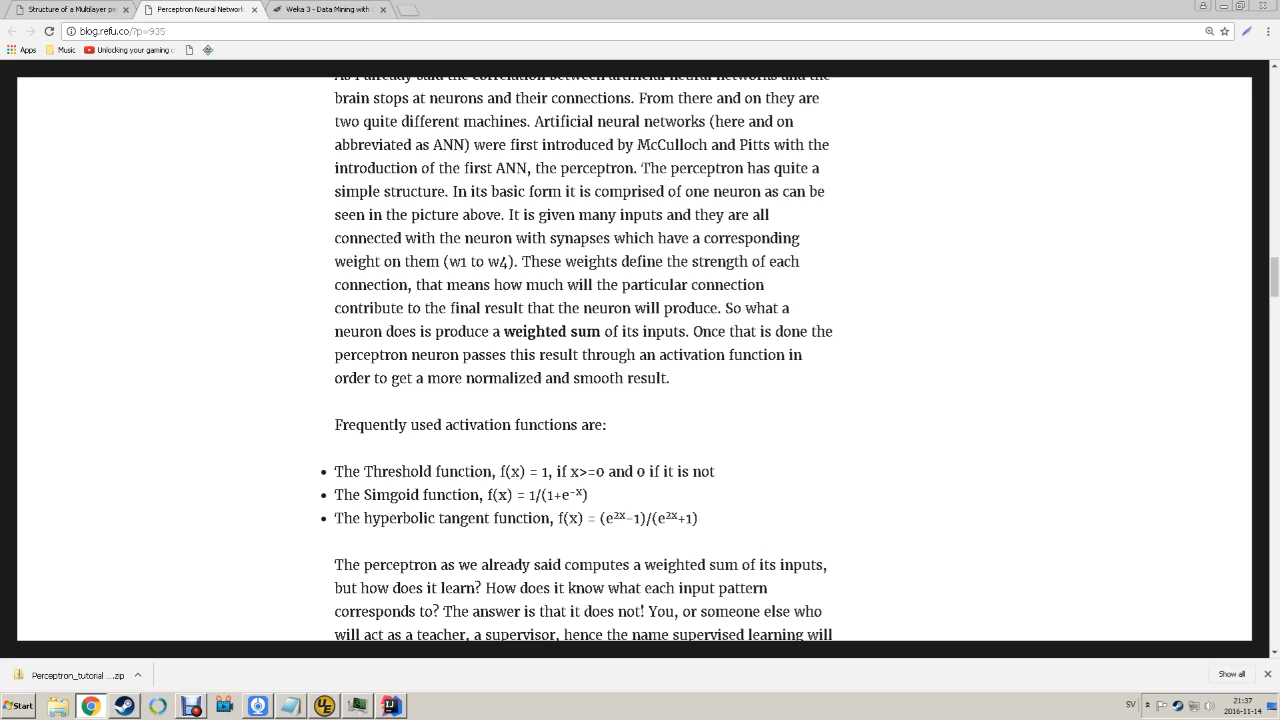 Structure of a Multilayer pe
Perceptron Neural Network
Weka 3 - Data Mining with O
blog.refu.co/?p=935
Apps
Music
Unlocking your gaming c
As I already said the correlation between artificial neural networks and the
brain stops at neurons and their connections. From there and on they are
two quite different machines. Artificial neural networks (here and on
abbreviated as ANN) were first introduced by McCulloch and Pitts with the
introduction of the first ANN, the perceptron. The perceptron has quite a
simple structure. In its basic form it is comprised of one neuron as can be
seen in the picture above. It is given many inputs and they are all
connected with the neuron with synapses which have a corresponding
weight on them (w1 to w4). These weights define the strength of each
connection, that means how much will the particular connection
contribute to the final result that the neuron will produce. So what a
neuron does is produce a weighted sum of its inputs. Once that is done the
perceptron neuron passes this result through an activation function in
order to get a more normalized and smooth result.
Frequently used activation functions are:
• The Threshold function, f(x) = 1, if x>=0 and 0 if it is not
• The Simgoid function, f(x) = 1/(1+e⁻ˣ)
• The hyperbolic tangent function, f(x) = (e²ˣ-1)/(e²ˣ+1)
The perceptron as we already said computes a weighted sum of its inputs,
but how does it learn? How does it know what each input pattern
corresponds to? The answer is that it does not! You, or someone else who
will act as a teacher, a supervisor, hence the name supervised learning will
Perceptron_tutorial ....zip
Show all
Start
UE
IJ
SV
21:37
2016-11-14